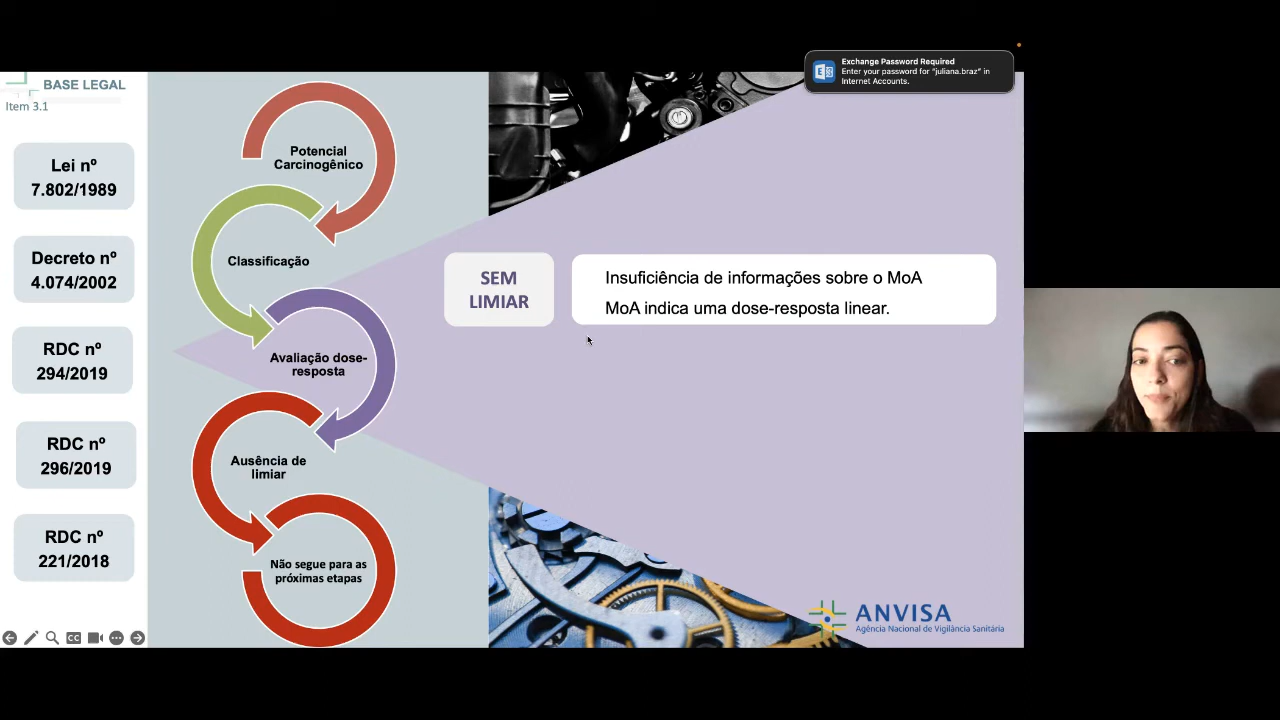 Exchange Password Required
Enter your password for "juliana.braz" in
Internet Accounts.
BASE LEGAL
Item 3.1
Lei nº
7.802/1989
Decreto nº
4.074/2002
RDC nº
294/2019
RDC nº
296/2019
RDC nº
221/2018
Potencial
Carcinogênico
Classificação
Avaliação dose-
resposta
Ausência de
limiar
Não segue para as
próximas etapas
SEM
LIMIAR
Insuficiência de informações sobre o MoA
MoA indica uma dose-resposta linear.
CC
ANVISA
Agência Nacional de Vigilância Sanitária